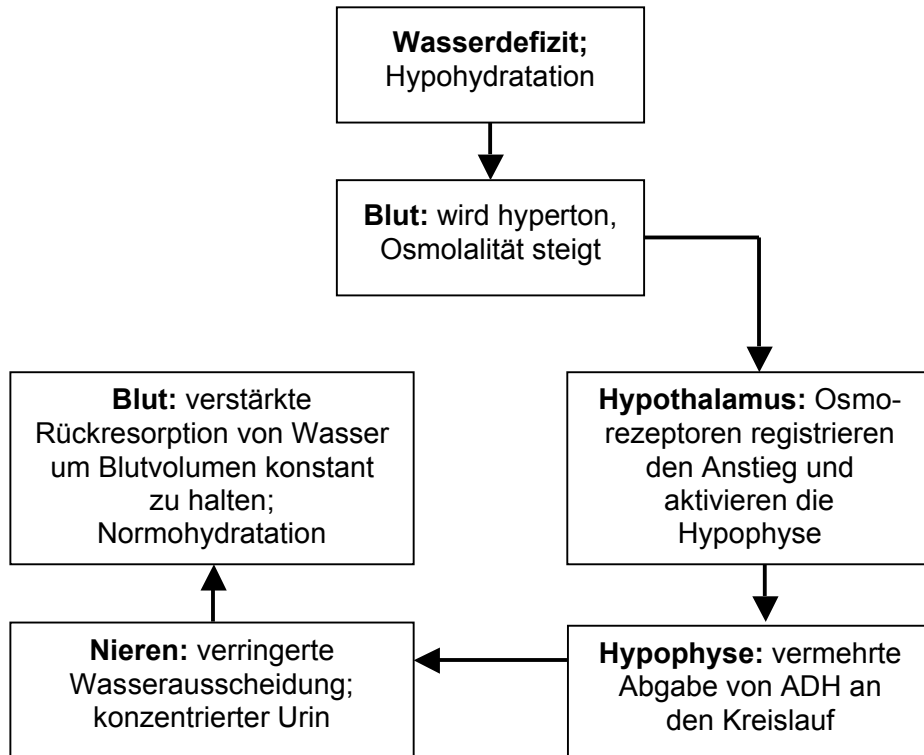 Wasserdefizit;
Hypohydratation
Blut: wird hyperton,
Osmolalität steigt
Hypothalamus: Osmo-
rezeptoren registrieren
den Anstieg und
aktivieren die
Hypophyse
Hypophyse: vermehrte
Abgabe von ADH an
den Kreislauf
Nieren: verringerte
Wasserausscheidung;
konzentrierter Urin
Blut: verstärkte
Rückresorption von Wasser
um Blutvolumen konstant
zu halten;
Normohydratation